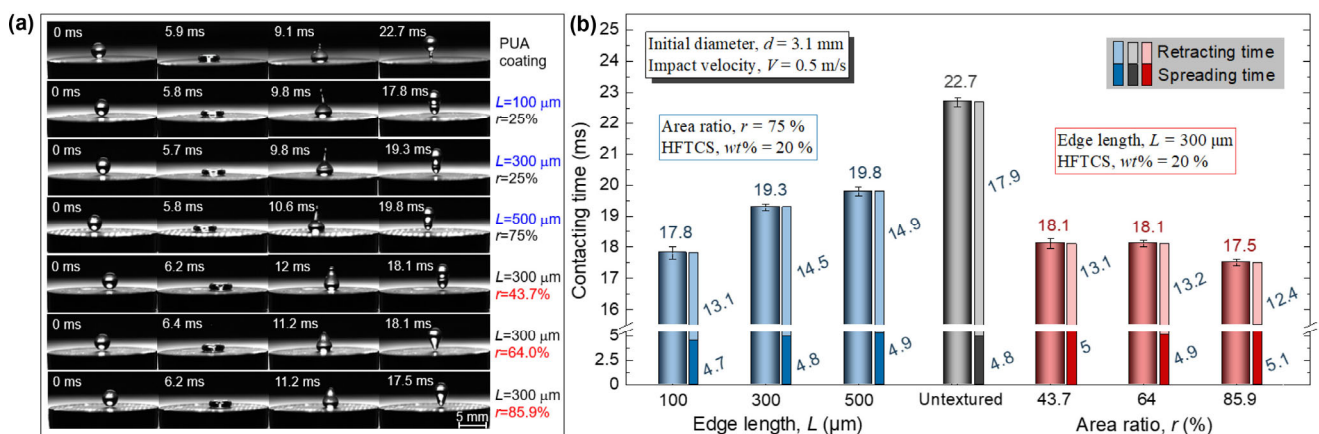 (a)
0 ms 5.9 ms 9.1 ms 22.7 ms
PUA
coating
0 ms 5.8 ms 9.8 ms 17.8 ms
L=100 μm
r=25%
0 ms 5.7 ms 9.8 ms 19.3 ms
L=300 μm
r=25%
0 ms 5.8 ms 10.6 ms 19.8 ms
L=500 μm
r=75%
0 ms 6.2 ms 12 ms 18.1 ms
L=300 μm
r=43.7%
0 ms 6.4 ms 11.2 ms 18.1 ms
L=300 μm
r=64.0%
0 ms 6.2 ms 11.2 ms 17.5 ms
L=300 μm
r=85.9%
5 mm
(b)
Contacting time (ms)
25
24
23
22
21
20
19
18
17
16
5
2.5
0
Initial diameter, d = 3.1 mm
Impact velocity, V = 0.5 m/s
Retracting time
Spreading time
Area ratio, r = 75 %
HFTCS, wt% = 20 %
Edge length, L = 300 μm
HFTCS, wt% = 20 %
17.8
13.1
4.7
19.3
14.5
4.8
19.8
14.9
4.9
22.7
17.9
4.8
18.1
13.1
5
18.1
13.2
4.9
17.5
12.4
5.1
100 300 500 Untextured 43.7 64 85.9
Edge length, L (μm) Area ratio, r (%)